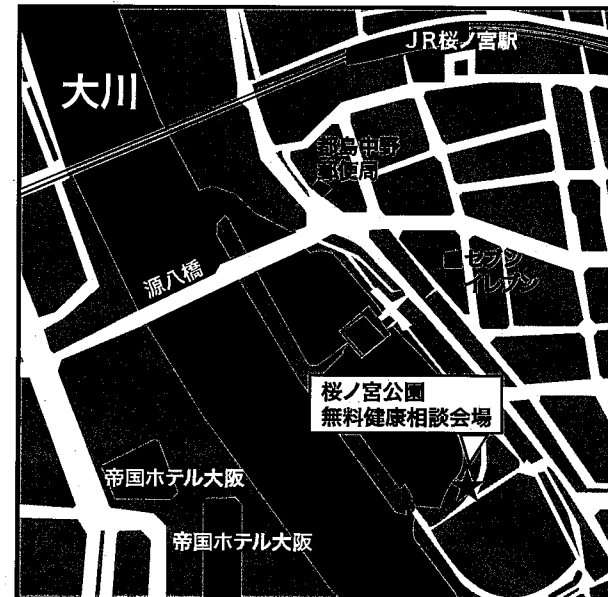 JR桜ノ宮駅
大川
都島中野
郵便局
源八橋
セブン
イレブン
桜ノ宮公園
無料健康相談会場
帝国ホテル大阪
帝国ホテル大阪